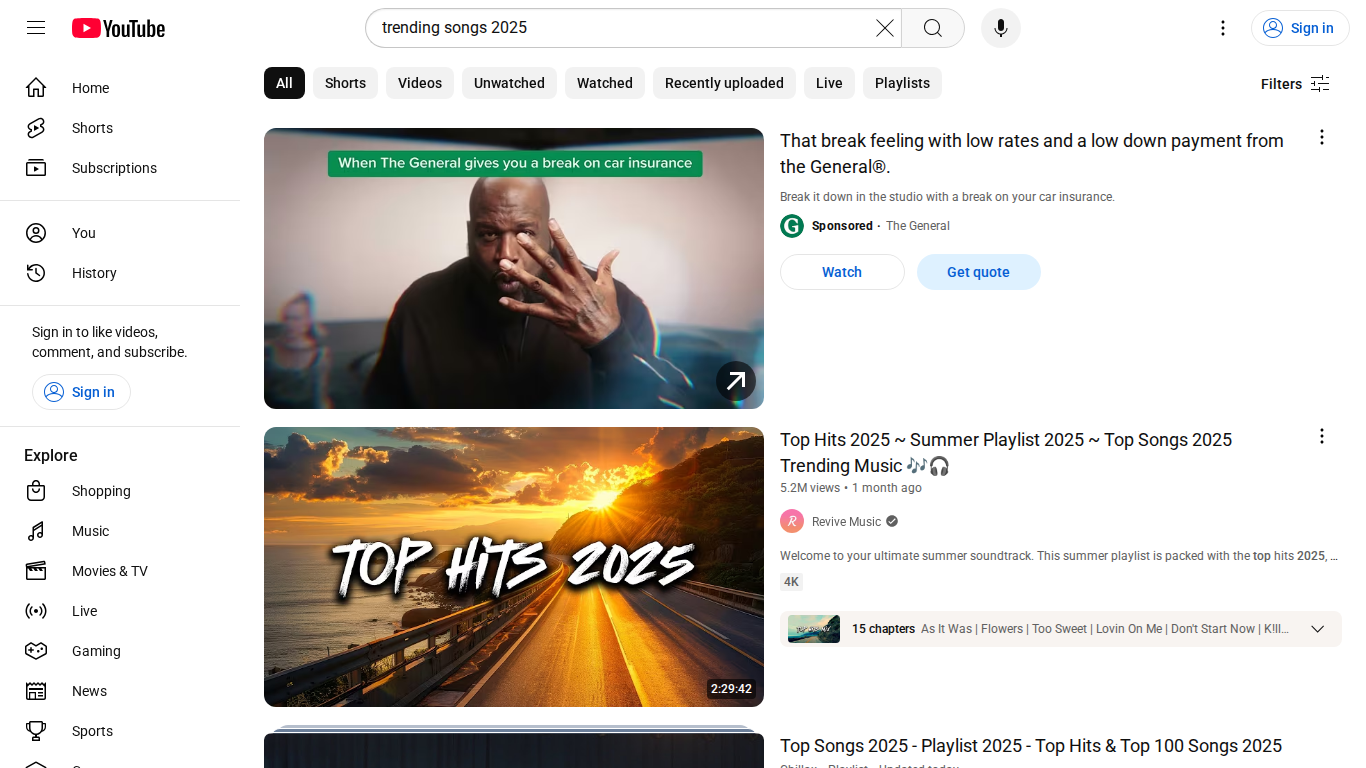 YouTube
trending songs 2025
Sign in
Home
Shorts
Subscriptions
You
History
Sign in to like videos,
comment, and subscribe.
Sign in
Explore
Shopping
Music
Movies & TV
Live
Gaming
News
Sports
All
Shorts
Videos
Unwatched
Watched
Recently uploaded
Live
Playlists
Filters
When The General gives you a break on car insurance
That break feeling with low rates and a low down payment from
the General®.
Break it down in the studio with a break on your car insurance.
G
Sponsored · The General
Watch
Get quote
TOP HITS 2025
2:29:42
Top Hits 2025 ~ Summer Playlist 2025 ~ Top Songs 2025
Trending Music 🎶🎧
5.2M views • 1 month ago
R
Revive Music
Welcome to your ultimate summer soundtrack. This summer playlist is packed with the top hits 2025, ...
4K
15 chapters As It Was | Flowers | Too Sweet | Lovin On Me | Don't Start Now | K!ll...
Top Songs 2025 - Playlist 2025 - Top Hits & Top 100 Songs 2025